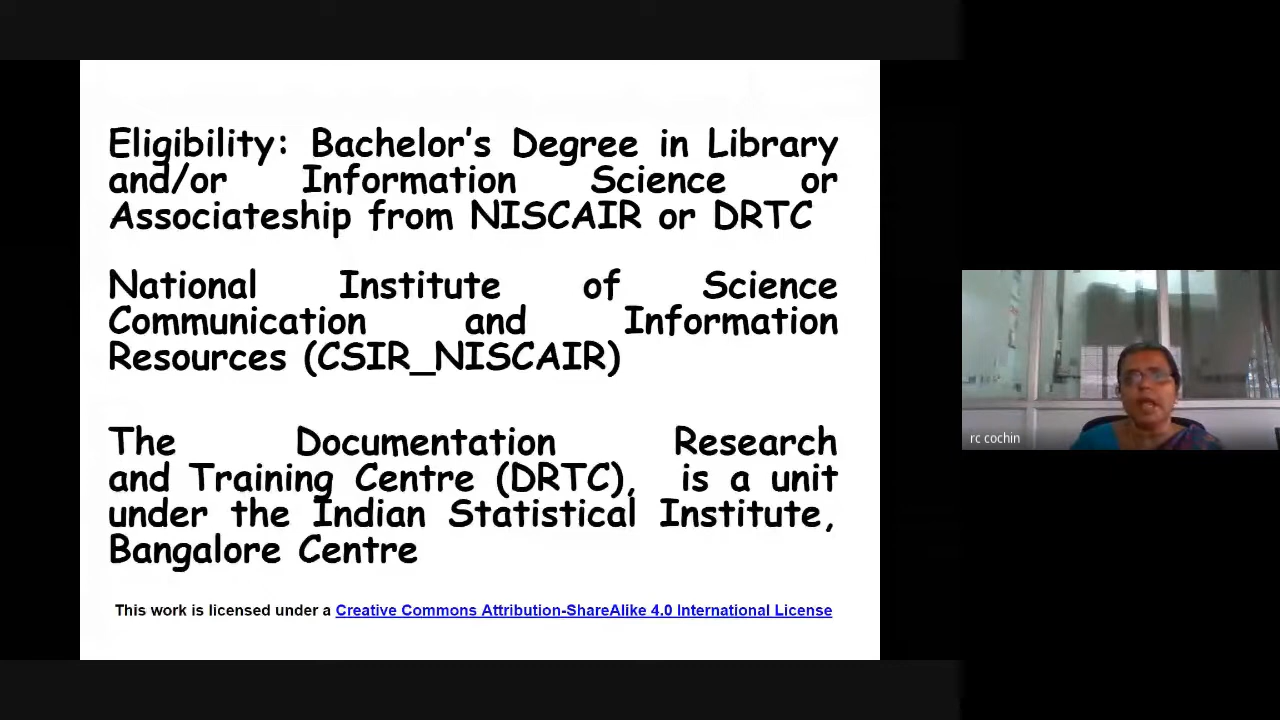 Eligibility: Bachelor's Degree in Library
and/or Information Science or
Associateship from NISCAIR or DRTC
National Institute of Science
Communication and Information
Resources (CSIR_NISCAIR)
The Documentation Research
and Training Centre (DRTC), is a unit
under the Indian Statistical Institute,
Bangalore Centre
This work is licensed under a Creative Commons Attribution-ShareAlike 4.0 International License
rc cochin